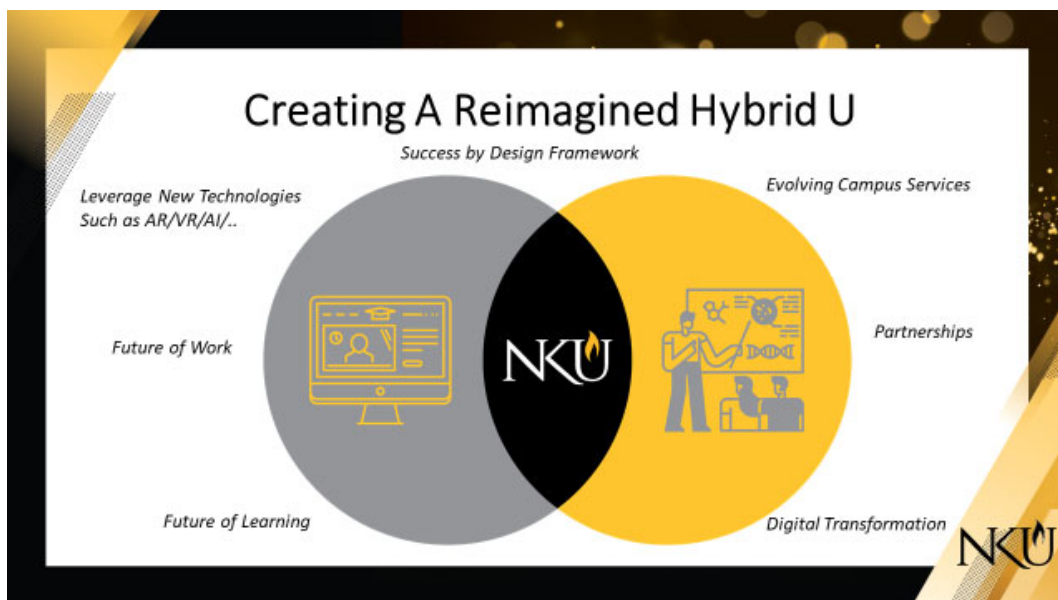 Creating A Reimagined Hybrid U
Success by Design Framework
Leverage New Technologies
Such as AR/VR/AI/..
Evolving Campus Services
Future of Work
NKU
Partnerships
Future of Learning
Digital Transformation
NKU